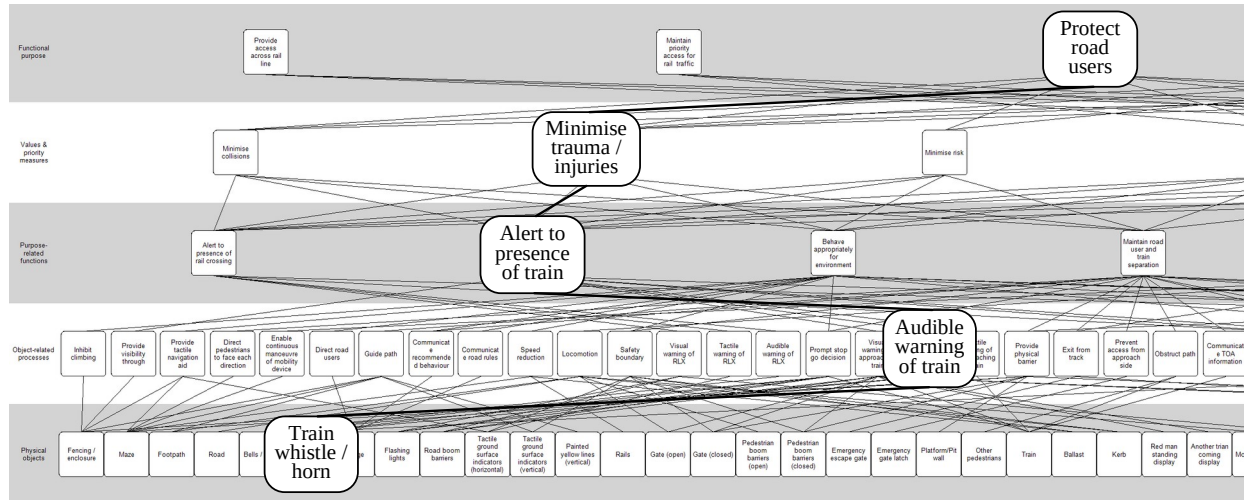 Functional
purpose
Provide
access
across rail
line
Maintain
priority
access for
rail traffic
Protect
road
users
Values &
priority
measures
Minimise
collisions
Minimise
trauma /
injuries
Minimise risk
Purpose-
related
functions
Alert to
presence of
rail crossing
Alert to
presence
of train
Behave
appropriately
for
environment
Maintain road
user and
train
separation
Object-related
processes
Inhibit
climbing
Provide
visibility
through
Provide
tactile
navigation
aid
Direct
pedestrians
to face each
direction
Enable
continuous
manoeuvre
of mobility
device
Direct road
users
Guide path
Communicat
e
recommende
d behaviour
Communicat
e road rules
Speed
reduction
Locomotion
Safety
boundary
Visual
warning of
RLX
Tactile
warning of
RLX
Audible
warning of
RLX
Prompt stop
go decision
Audible
warning
of train
Provide
physical
barrier
Exit from
track
Prevent
access from
approach
side
Obstruct path
Communicat
e TOA
information
Physical
objects
Fencing /
enclosure
Maze
Footpath
Road
Bells /
Train
whistle /
horn
Flashing
lights
Road boom
barriers
Tactile
ground
surface
indicators
(horizontal)
Tactile
ground
surface
indicators
(vertical)
Painted
yellow lines
(vertical)
Rails
Gate (open)
Gate (closed)
Pedestrian
boom
barriers
(open)
Pedestrian
boom
barriers
(closed)
Emergency
escape gate
Emergency
gate latch
Platform/Pit
wall
Other
pedestrians
Train
Ballast
Kerb
Red man
standing
display
Another trian
coming
display